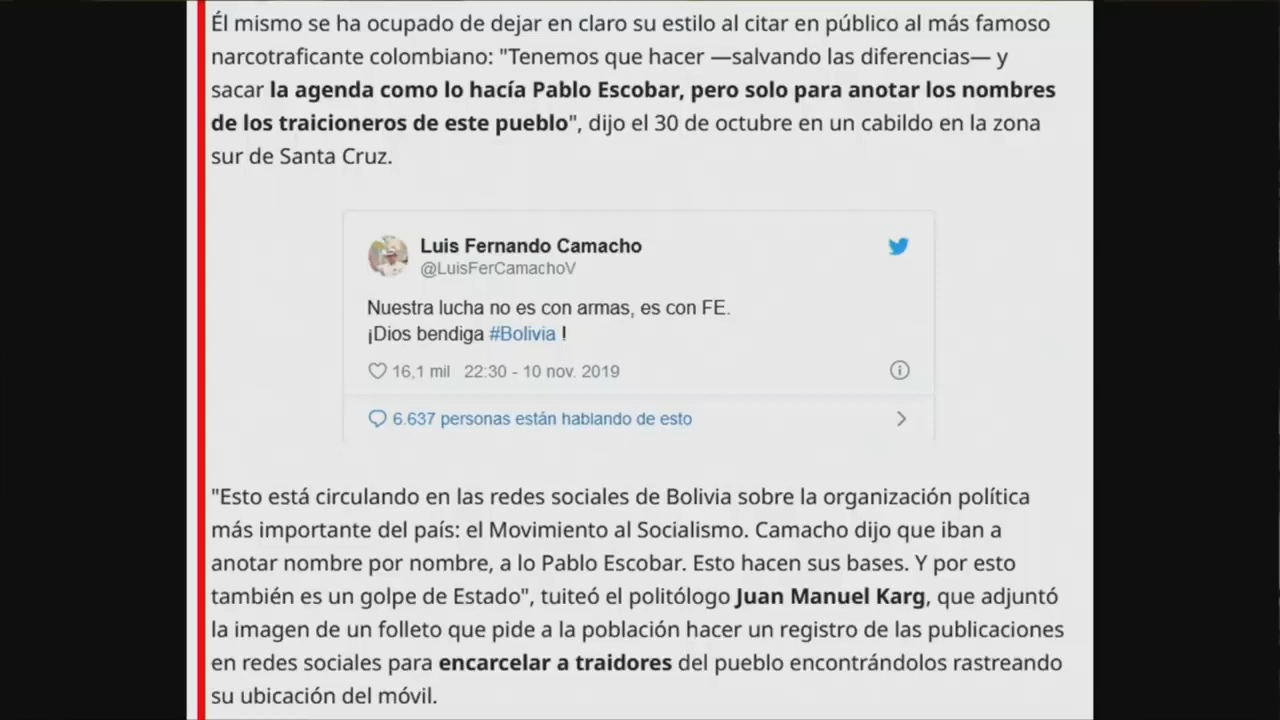 Él mismo se ha ocupado de dejar en claro su estilo al citar en público al más famoso
narcotraficante colombiano: "Tenemos que hacer —salvando las diferencias— y
sacar la agenda como lo hacía Pablo Escobar, pero solo para anotar los nombres
de los traicioneros de este pueblo", dijo el 30 de octubre en un cabildo en la zona
sur de Santa Cruz.
Luis Fernando Camacho
@LuisFerCamachoV
Nuestra lucha no es con armas, es con FE.
¡Dios bendiga #Bolivia !
16,1 mil 22:30 - 10 nov. 2019
6.637 personas están hablando de esto
"Esto está circulando en las redes sociales de Bolivia sobre la organización política
más importante del país: el Movimiento al Socialismo. Camacho dijo que iban a
anotar nombre por nombre, a lo Pablo Escobar. Esto hacen sus bases. Y por esto
también es un golpe de Estado", tuiteó el politólogo Juan Manuel Karg, que adjuntó
la imagen de un folleto que pide a la población hacer un registro de las publicaciones
en redes sociales para encarcelar a traidores del pueblo encontrándolos rastreando
su ubicación del móvil.